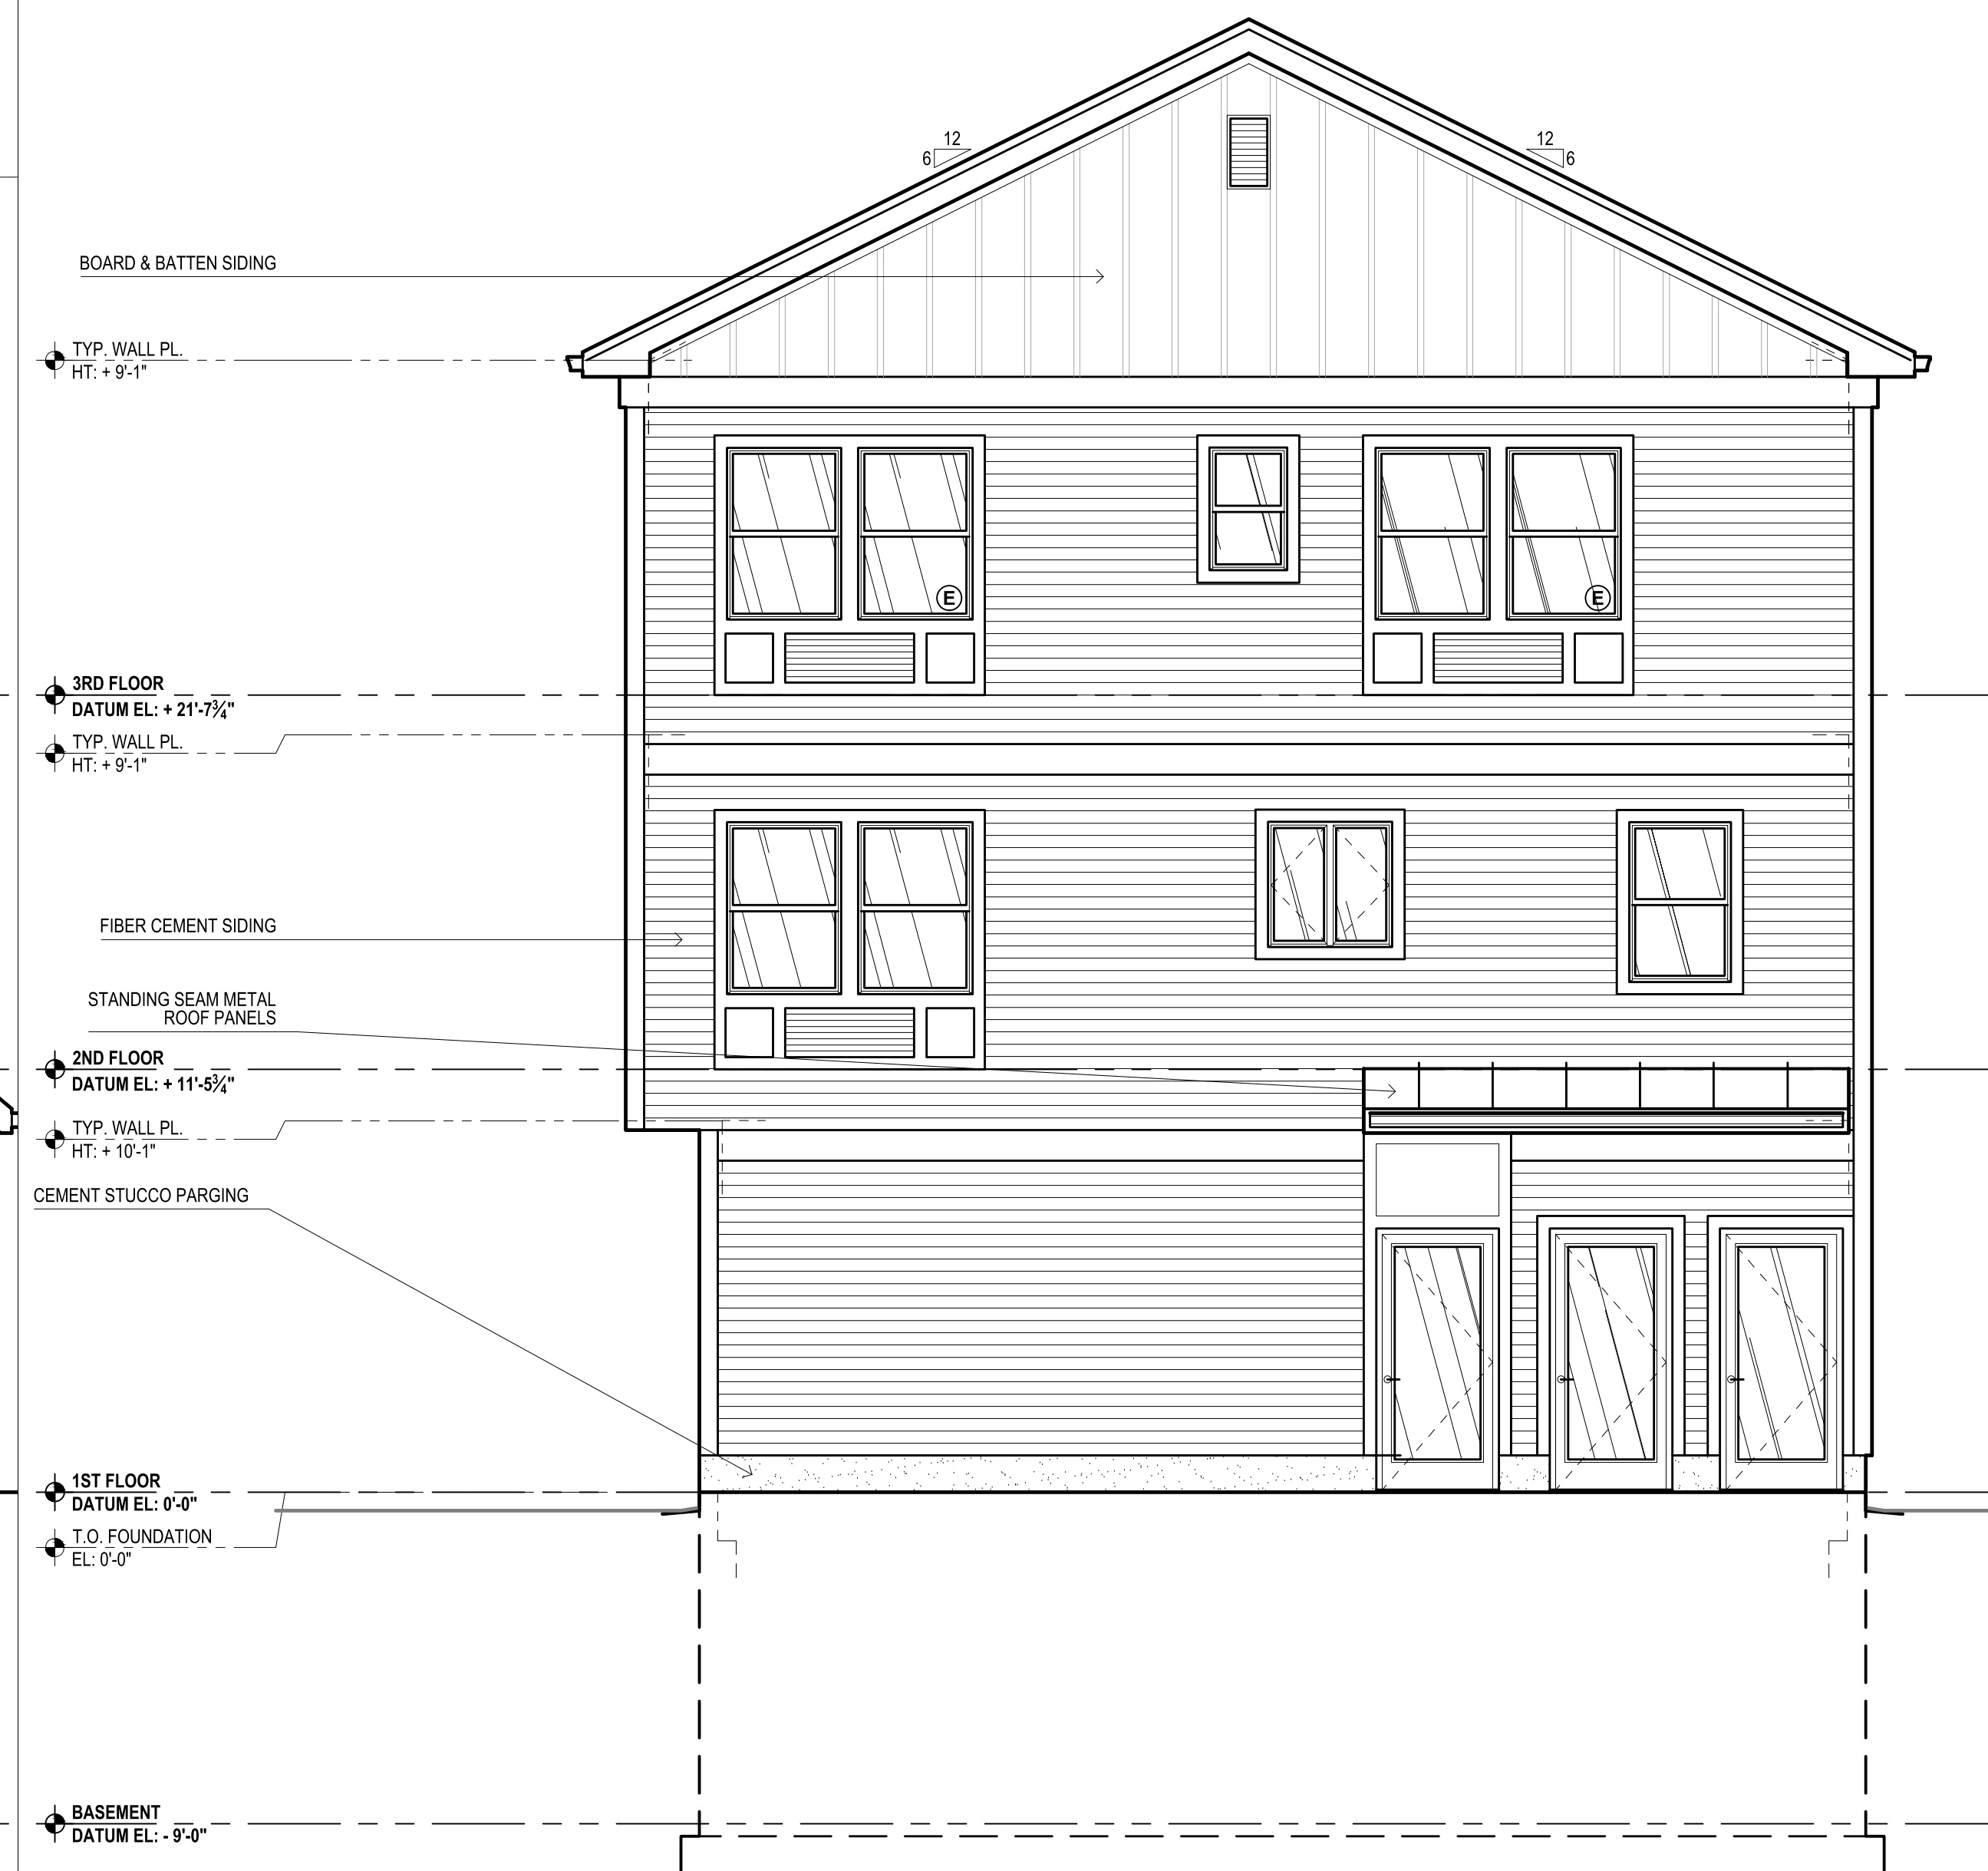 12
6
12
6
BOARD & BATTEN SIDING
TYP. WALL PL.
HT: + 9'-1"
E
E
3RD FLOOR
DATUM EL: + 21'-7¾"
TYP. WALL PL.
HT: + 9'-1"
FIBER CEMENT SIDING
STANDING SEAM METAL
ROOF PANELS
2ND FLOOR
DATUM EL: + 11'-5¾"
TYP. WALL PL.
HT: + 10'-1"
CEMENT STUCCO PARGING
1ST FLOOR
DATUM EL: 0'-0"
T.O. FOUNDATION
EL: 0'-0"
BASEMENT
DATUM EL: - 9'-0"